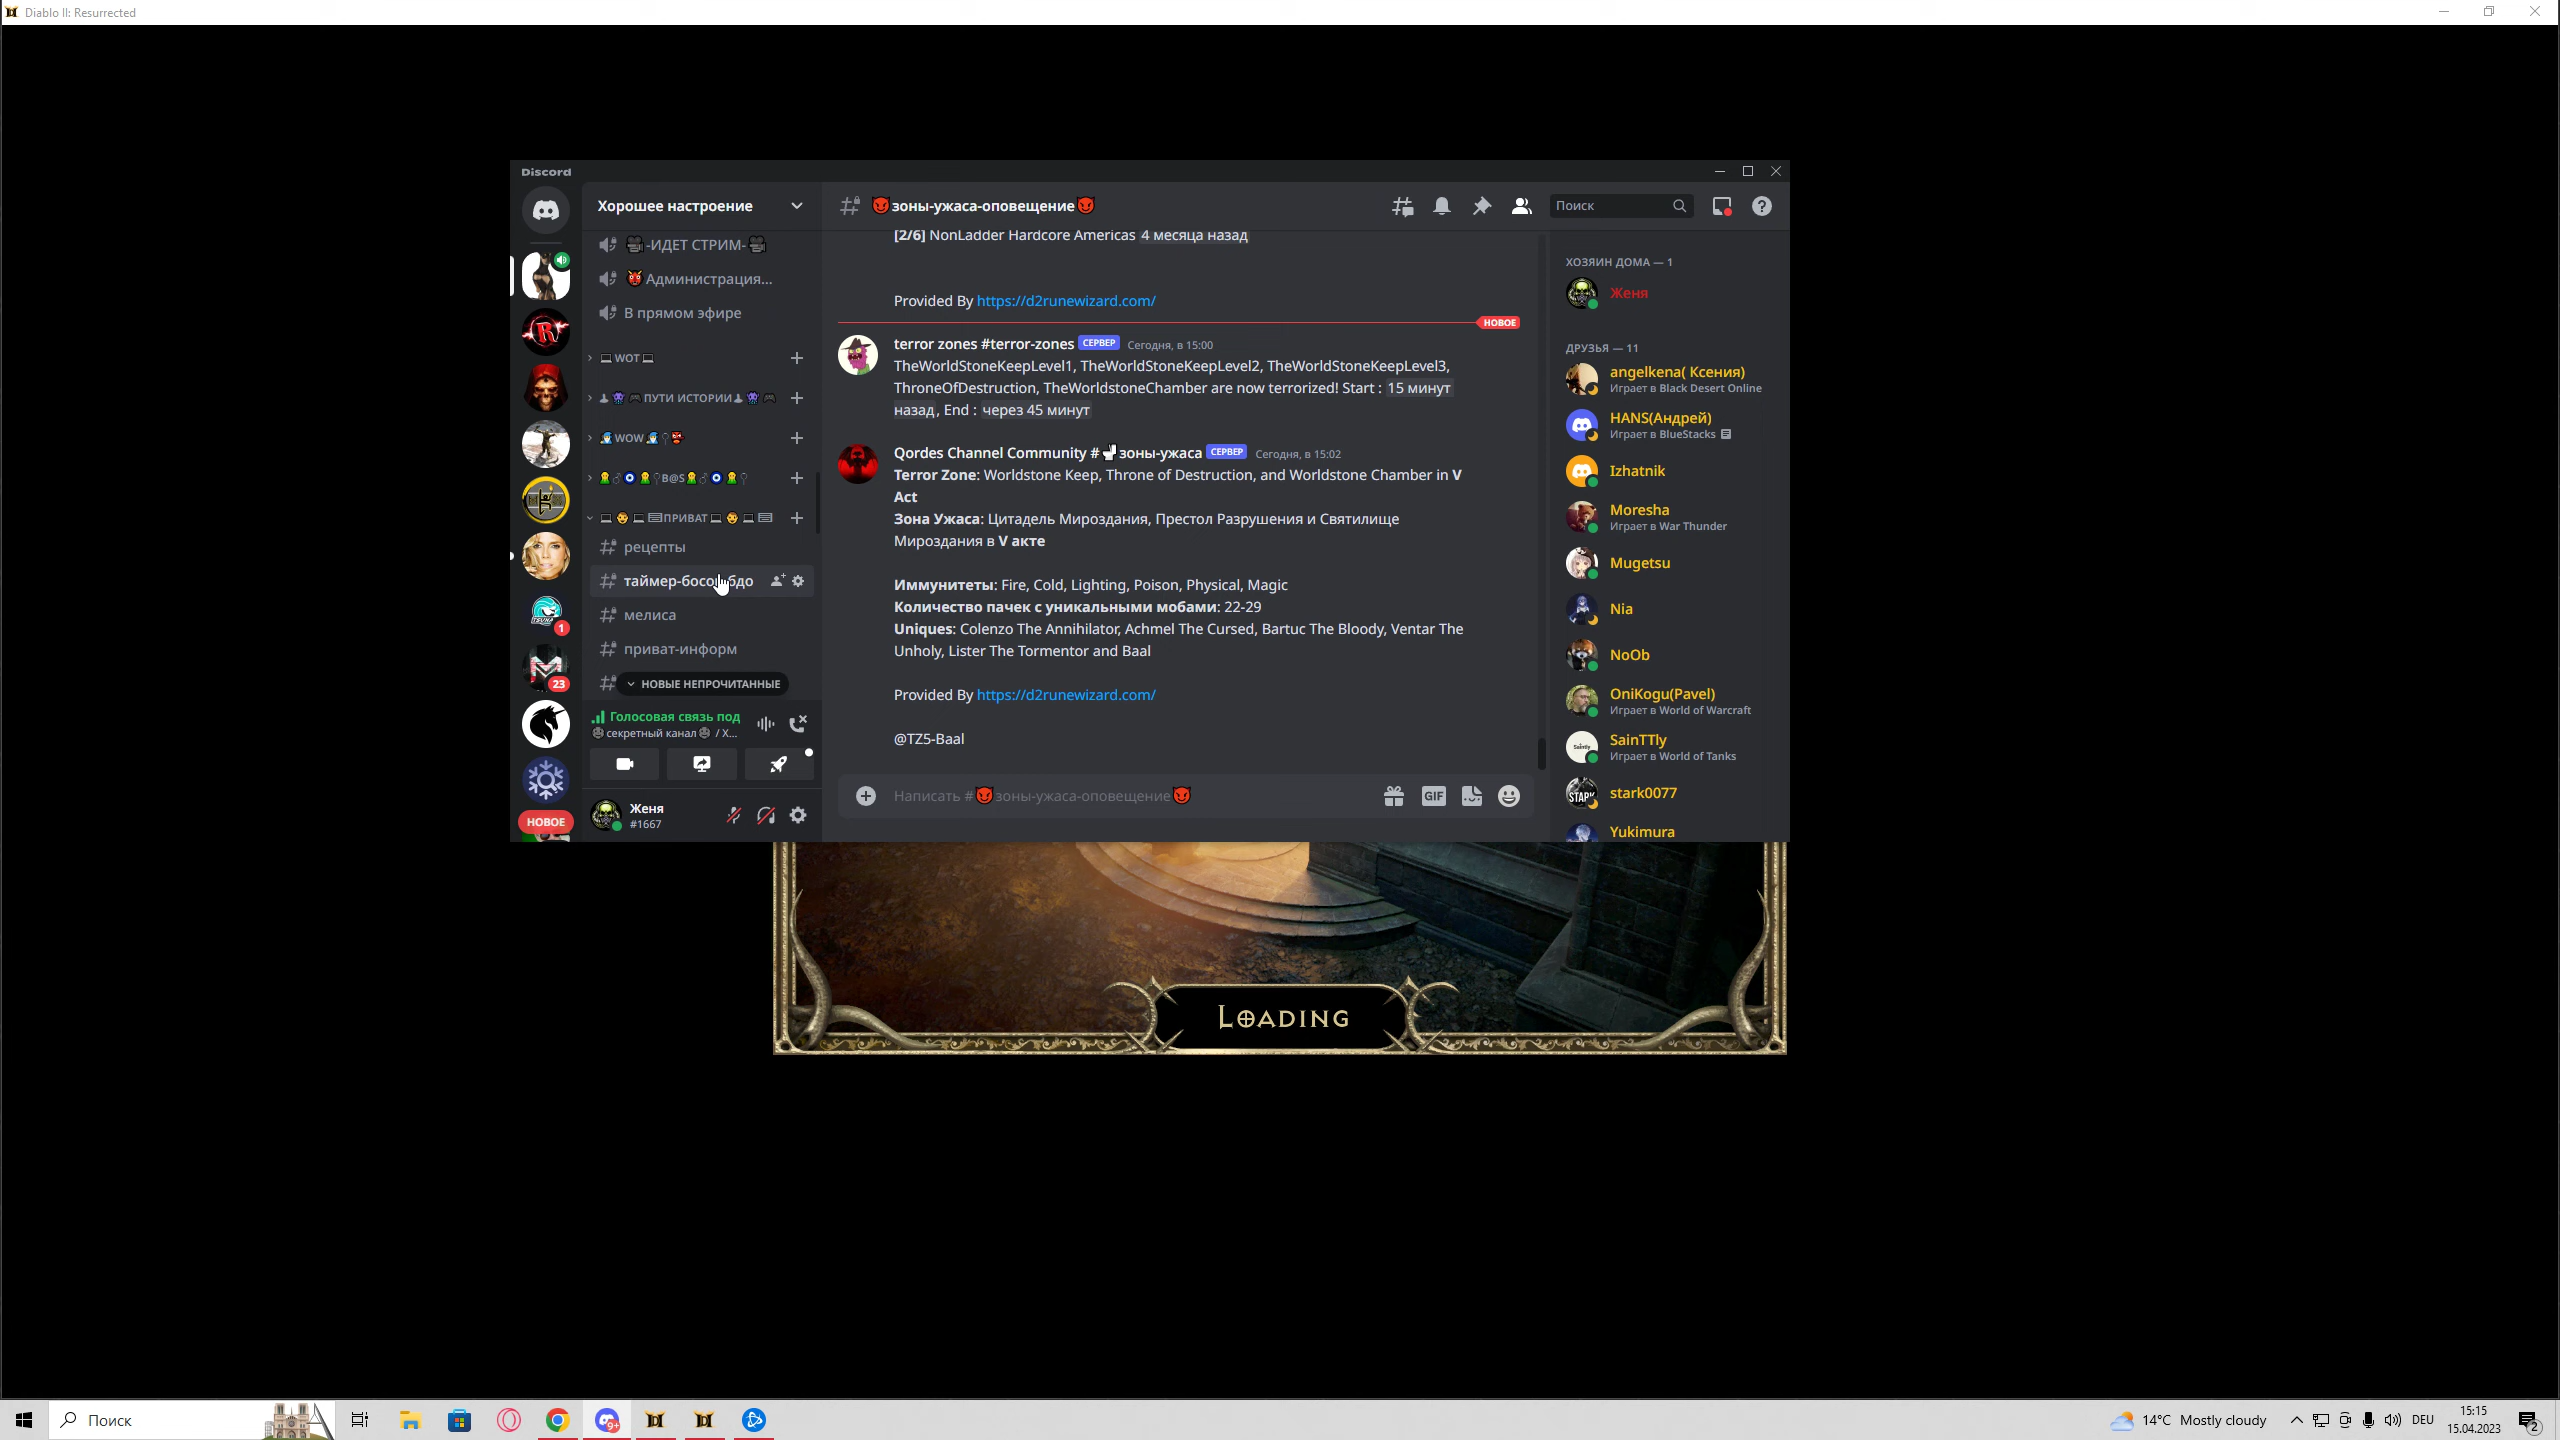 Diablo II: Resurrected
Discord
Хорошее настроение
-ИДЕТ СТРИМ-
Администрация...
В прямом эфире
WOT
ПУТИ ИСТОРИИ
WOW
B@S
ПРИВАТ
рецепты
мелиса
приват-информ
НОВЫЕ НЕПРОЧИТАННЫЕ
Голосовая связь под
секретный канал / Х...
Женя
#1667
1
23
НОВОЕ
зоны-ужаса-оповещение
Поиск
[2/6] NonLadder Hardcore Americas 4 месяца назад
Provided By https://d2runewizard.com/
НОВОЕ
terror zones #terror-zones СЕРВЕР Сегодня, в 15:00
TheWorldStoneKeepLevel1, TheWorldStoneKeepLevel2, TheWorldStoneKeepLevel3,
ThroneOfDestruction, TheWorldstoneChamber are now terrorized! Start : 15 минут
назад, End : через 45 минут
Qordes Channel Community # зоны-ужаса СЕРВЕР Сегодня, в 15:02
Terror Zone: Worldstone Keep, Throne of Destruction, and Worldstone Chamber in V
Act
Зона Ужаса: Цитадель Мироздания, Престол Разрушения и Святилище
Мироздания в V акте
Иммунитеты: Fire, Cold, Lighting, Poison, Physical, Magic
Количество пачек с уникальными мобами: 22-29
Uniques: Colenzo The Annihilator, Achmel The Cursed, Bartuc The Bloody, Ventar The
Unholy, Lister The Tormentor and Baal
Provided By https://d2runewizard.com/
@TZ5-Baal
Написать # зоны-ужаса-оповещение
GIF
ХОЗЯИН ДОМА — 1
Женя
ДРУЗЬЯ — 11
angelkena( Ксения)
Играет в Black Desert Online
HANS(Андрей)
Играет в BlueStacks
Izhatnik
Moresha
Играет в War Thunder
Mugetsu
Nia
NoOb
OniKogu(Pavel)
Играет в World of Warcraft
SainTTly
Играет в World of Tanks
stark0077
Yukimura
LOADING
Поиск
9+
14°C Mostly cloudy
DEU
15:15
15.04.2023
2